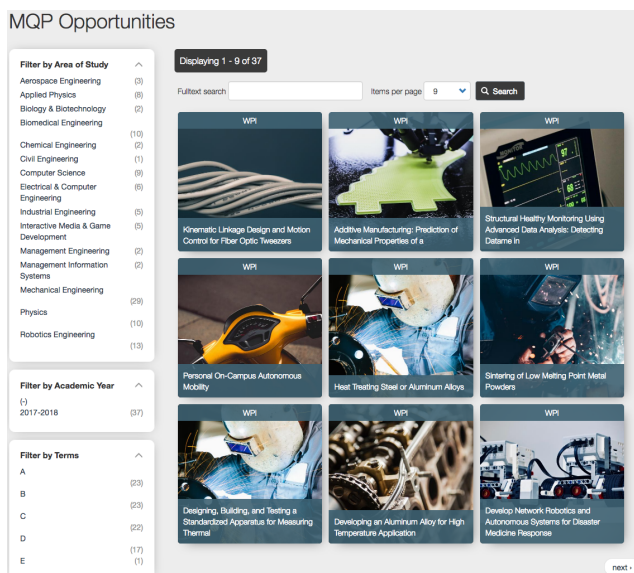 MQP Opportunities
Filter by Area of Study
Aerospace Engineering (3)
Applied Physics (8)
Biology & Biotechnology (2)
Biomedical Engineering
(10)
Chemical Engineering (2)
Civil Engineering (1)
Computer Science (9)
Electrical & Computer (6)
Engineering
Industrial Engineering (5)
Interactive Media & Game (5)
Development
Management Engineering (2)
Management Information (2)
Systems
Mechanical Engineering
(29)
Physics
(10)
Robotics Engineering
(13)
Filter by Academic Year
(-)
2017-2018 (37)
Filter by Terms
A
(23)
B
(23)
C
(22)
D
(17)
E (1)
Displaying 1 - 9 of 37
Fulltext search Items per page 9 Search
WPI
Kinematic Linkage Design and Motion
Control for Fiber Optic Tweezers
WPI
Additive Manufacturing: Prediction of
Mechanical Properties of a
WPI
MONITOR
97
Structural Healthy Monitoring Using
Advanced Data Analysis: Detecting
Datame in
WPI
Personal On-Campus Autonomous
Mobility
WPI
Heat Treating Steel or Aluminum Alloys
WPI
Sintering of Low Melting Point Metal
Powders
WPI
Designing, Building, and Testing a
Standardized Apparatus for Measuring
Thermal
WPI
Developing an Aluminum Alloy for High
Temperature Application
WPI
Develop Network Robotics and
Autonomous Systems for Disaster
Medicine Response
next ›